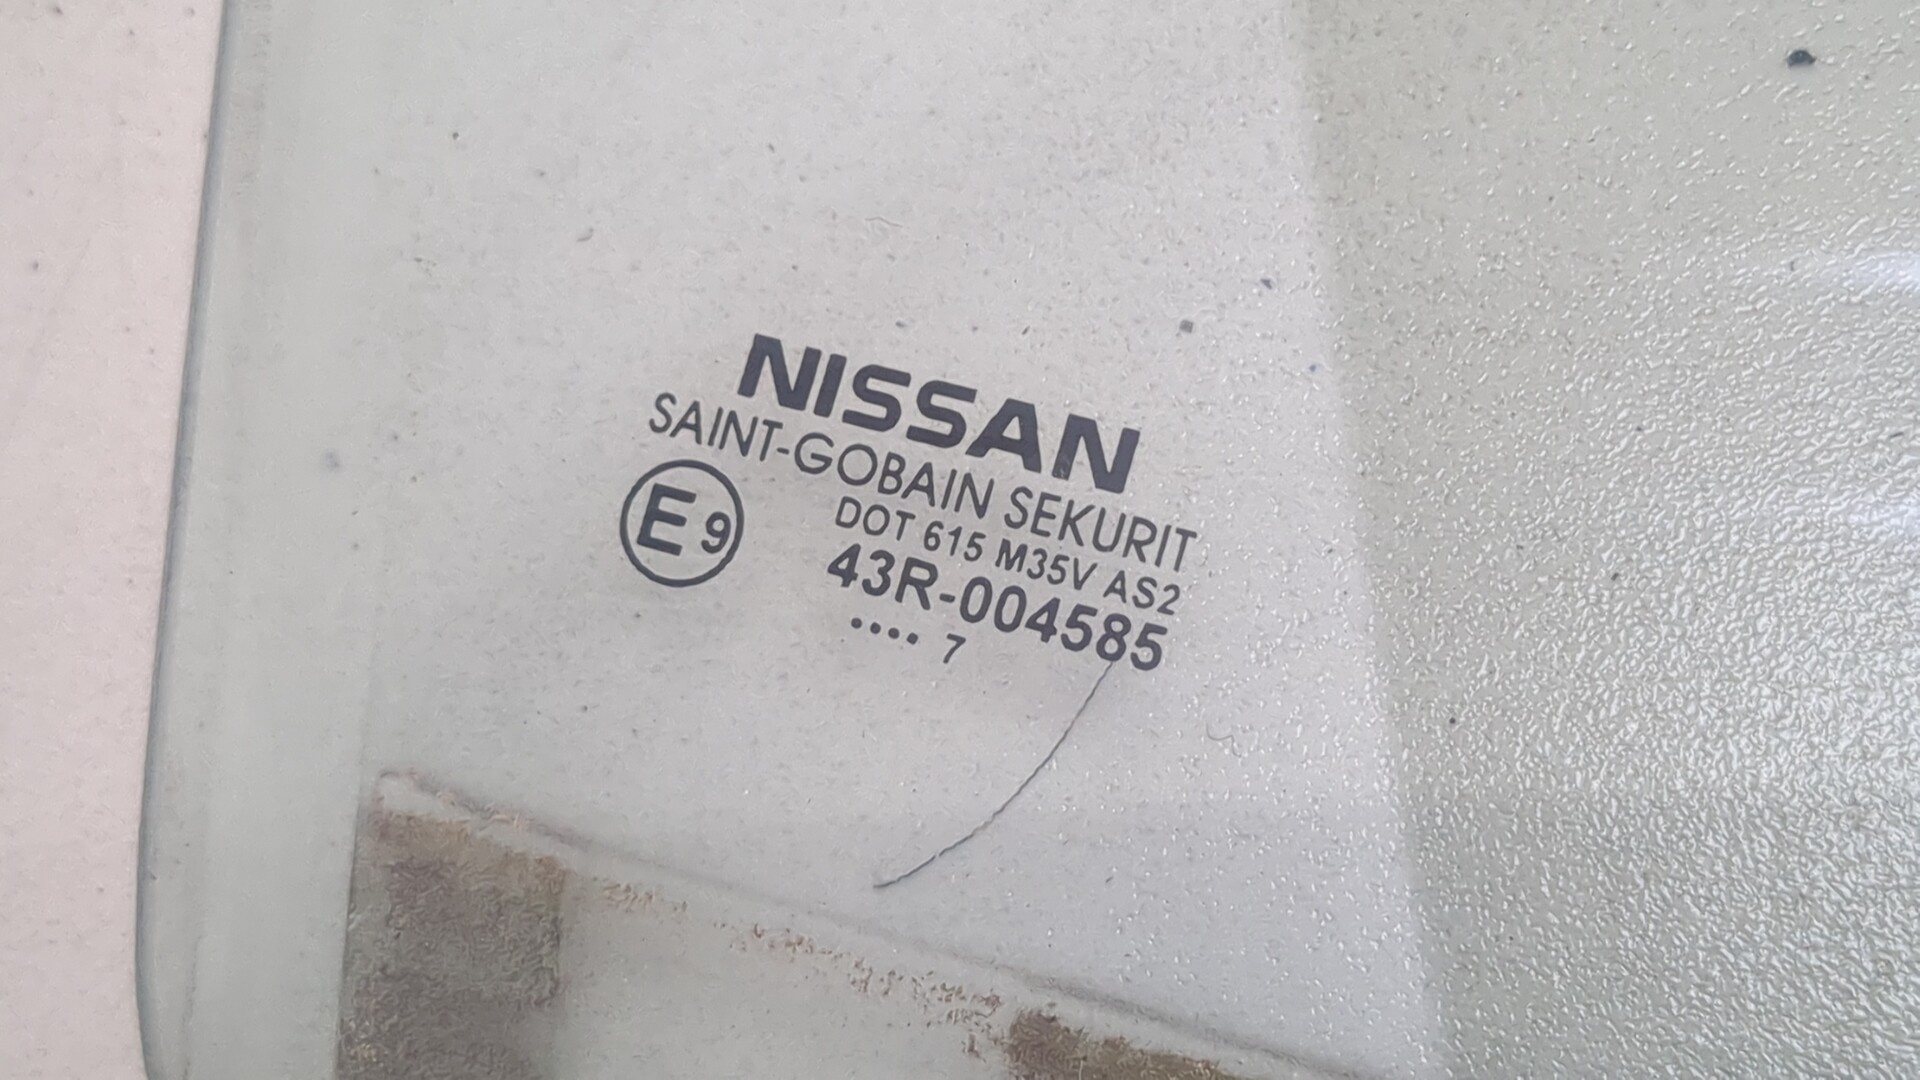 NISSAN
SAINT-GOBAIN SEKURIT
E9
DOT 615 M35V AS2
43R-004585
.... 7